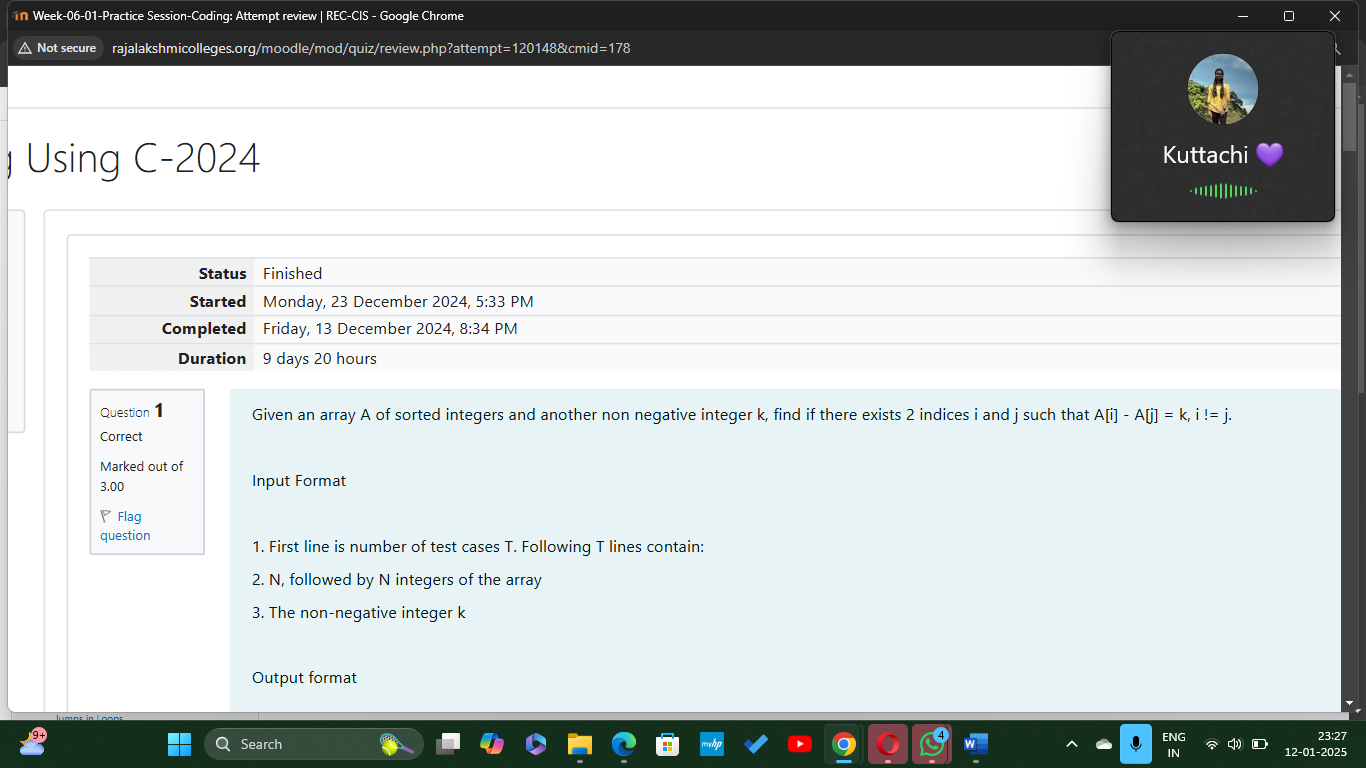 Week-06-01-Practice Session-Coding: Attempt review | REC-CIS - Google Chrome
Not secure
rajalakshmicolleges.org/moodle/mod/quiz/review.php?attempt=120148&cmid=178
Kuttachi 💜
Using C-2024
Status Finished
Started Monday, 23 December 2024, 5:33 PM
Completed Friday, 13 December 2024, 8:34 PM
Duration 9 days 20 hours
Question 1
Correct
Marked out of
3.00
Flag
question
Given an array A of sorted integers and another non negative integer k, find if there exists 2 indices i and j such that A[i] - A[j] = k, i != j.
Input Format
1. First line is number of test cases T. Following T lines contain:
2. N, followed by N integers of the array
3. The non-negative integer k
Output format
Jumps in Loops
9+
Search
myhp
4
W
ENG
IN
23:27
12-01-2025